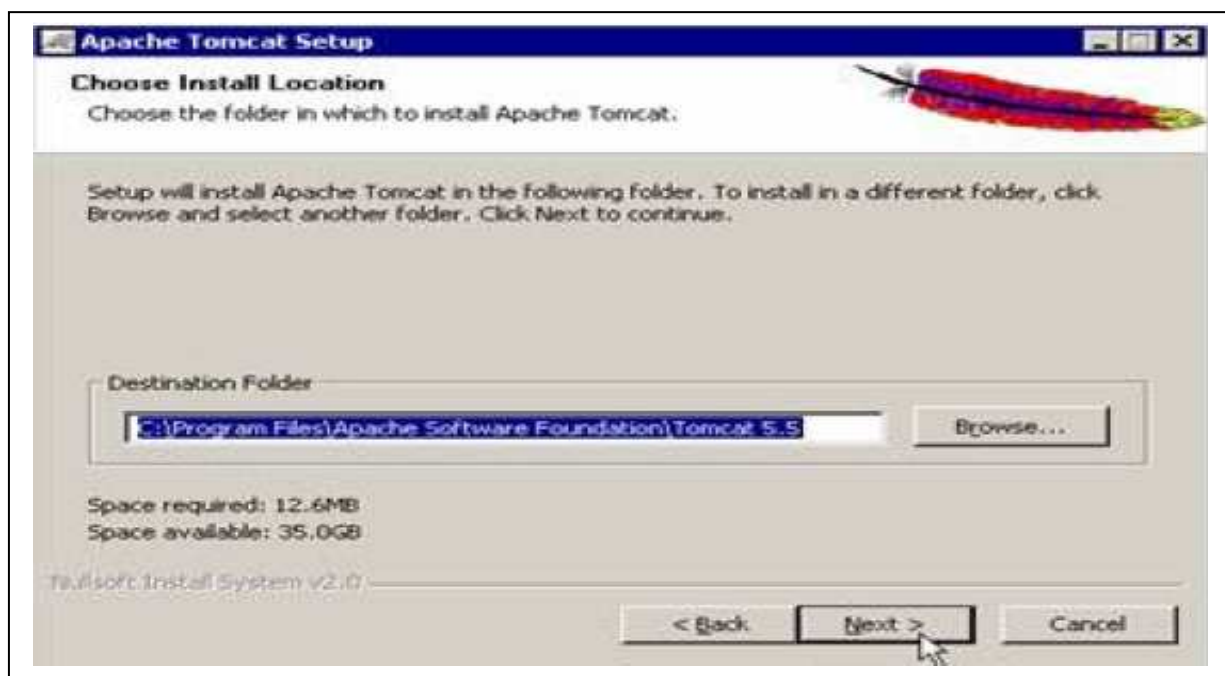 Apache Tomcat Setup
Choose Install Location
Choose the folder in which to install Apache Tomcat.
Setup will install Apache Tomcat in the following folder. To install in a different folder, click
Browse and select another folder. Click Next to continue.
Destination Folder
C:\Program Files\Apache Software Foundation\Tomcat 5.5
Browse...
Space required: 12.6MB
Space available: 35.0GB
Nullsoft Install System v2.0
< Back
Next >
Cancel